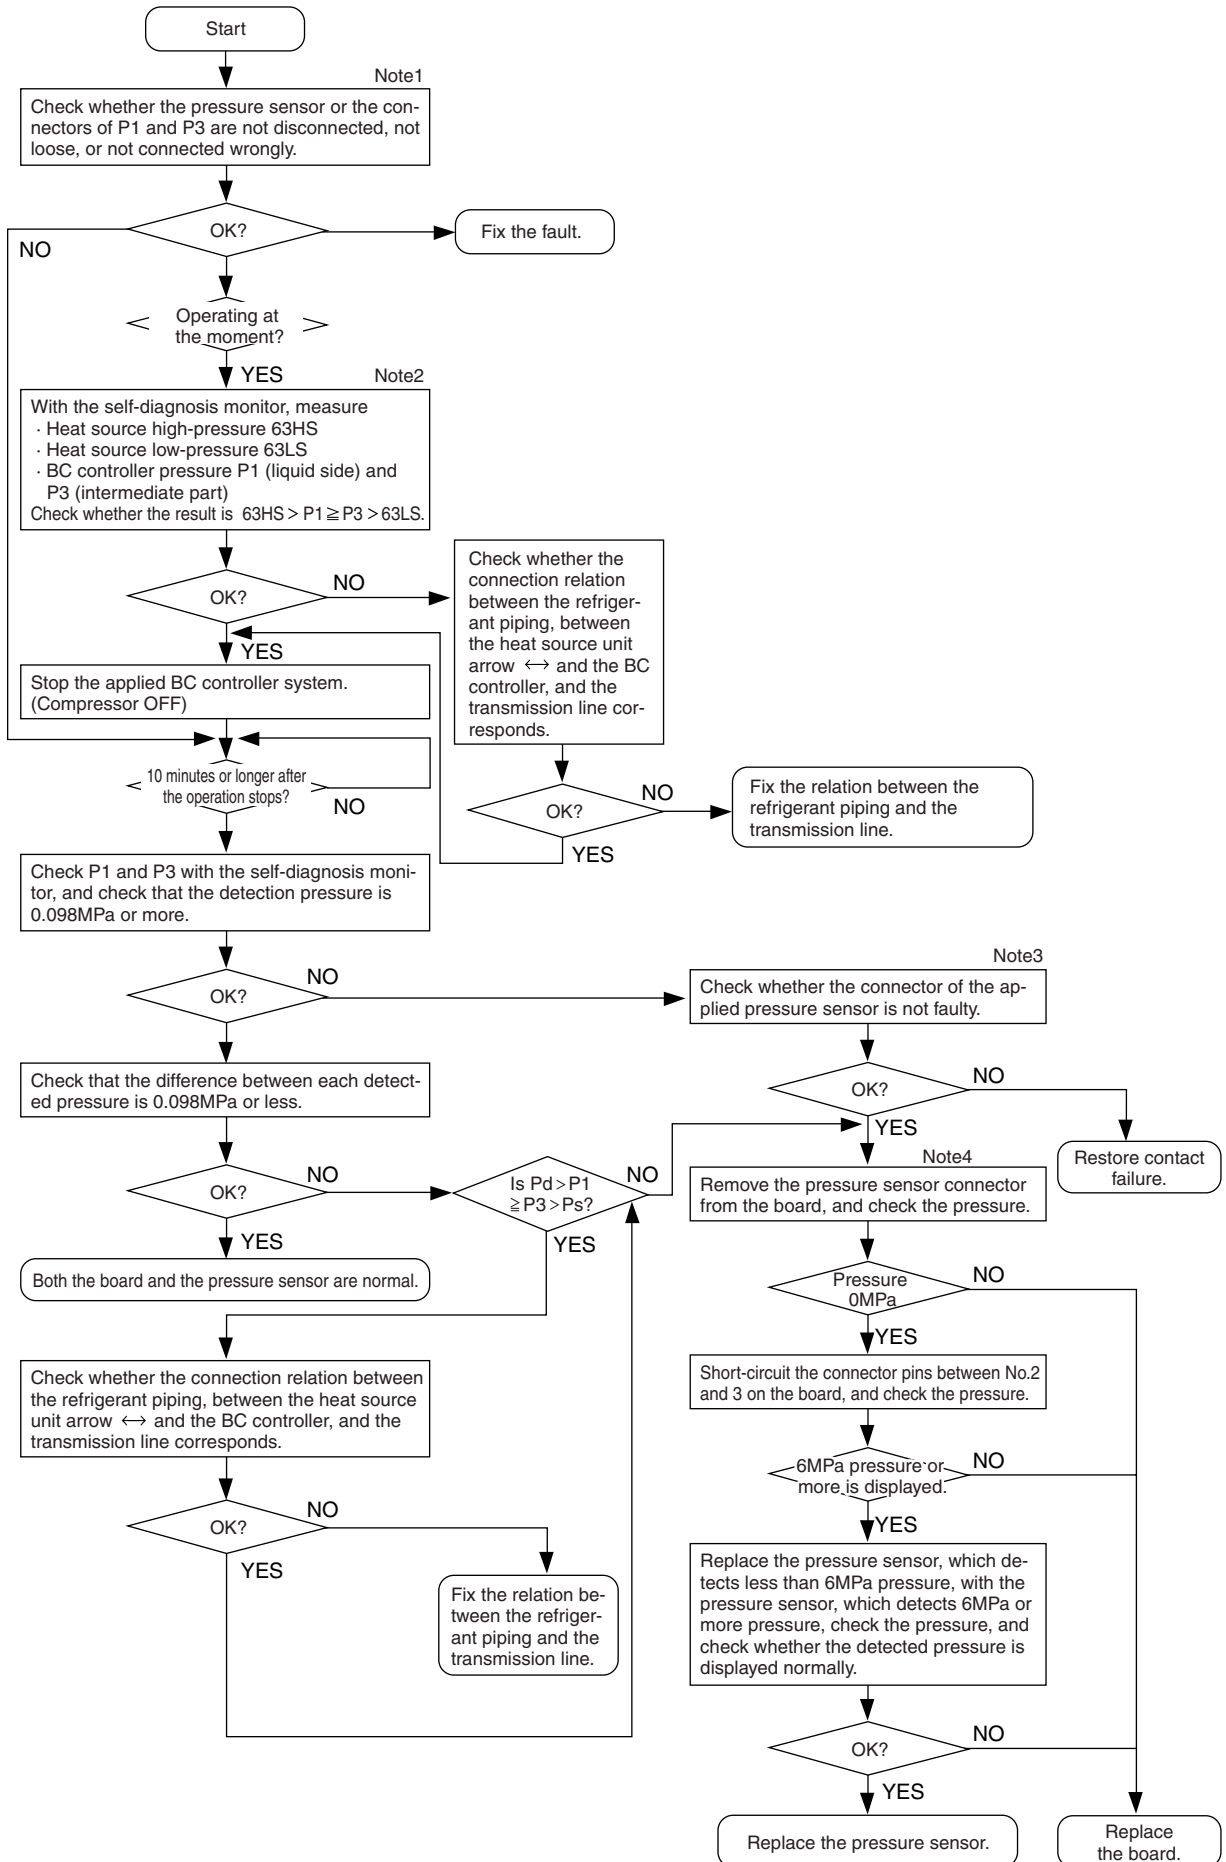 Start
Note1
Check whether the pressure sensor or the con-
nectors of P1 and P3 are not disconnected, not
loose, or not connected wrongly.
OK?
Fix the fault.
NO
Operating at
the moment?
YES
Note2
With the self-diagnosis monitor, measure
· Heat source high-pressure 63HS
· Heat source low-pressure 63LS
· BC controller pressure P1 (liquid side) and
P3 (intermediate part)
Check whether the result is 63HS > P1 ≧ P3 > 63LS.
OK?
NO
YES
Check whether the
connection relation
between the refriger-
ant piping, between
the heat source unit
arrow ↔ and the BC
controller, and the
transmission line cor-
responds.
Stop the applied BC controller system.
(Compressor OFF)
10 minutes or longer after
the operation stops?
NO
OK?
NO
YES
Fix the relation between the
refrigerant piping and the
transmission line.
Check P1 and P3 with the self-diagnosis moni-
tor, and check that the detection pressure is
0.098MPa or more.
OK?
NO
Note3
Check whether the connector of the ap-
plied pressure sensor is not faulty.
OK?
NO
YES
Restore contact
failure.
Check that the difference between each detect-
ed pressure is 0.098MPa or less.
OK?
NO
YES
Is Pd > P1
≧ P3 > Ps?
NO
YES
Both the board and the pressure sensor are normal.
Note4
Remove the pressure sensor connector
from the board, and check the pressure.
Pressure
0MPa
NO
YES
Short-circuit the connector pins between No.2
and 3 on the board, and check the pressure.
6MPa pressure or
more is displayed.
NO
YES
Check whether the connection relation between
the refrigerant piping, between the heat source
unit arrow ↔ and the BC controller, and the
transmission line corresponds.
OK?
NO
YES
Fix the relation be-
tween the refriger-
ant piping and the
transmission line.
Replace the pressure sensor, which de-
tects less than 6MPa pressure, with the
pressure sensor, which detects 6MPa or
more pressure, check the pressure, and
check whether the detected pressure is
displayed normally.
OK?
NO
YES
Replace the pressure sensor.
Replace
the board.